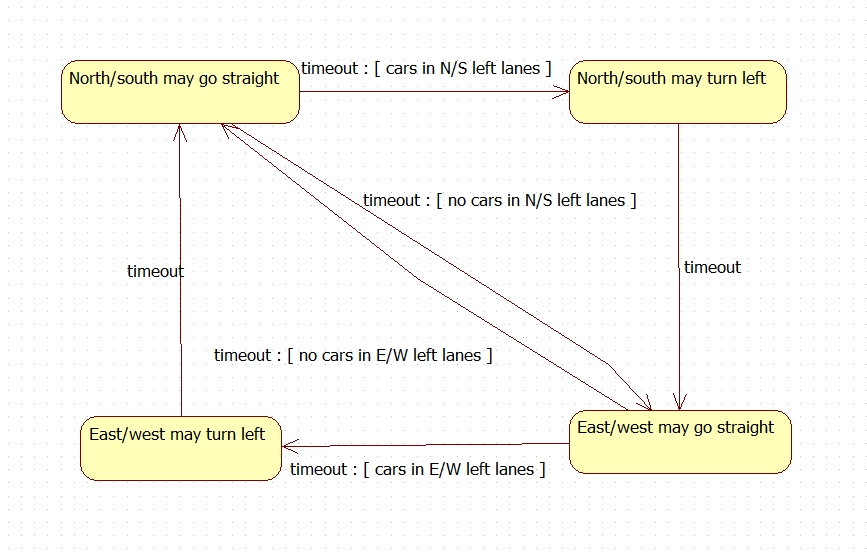 timeout : [ cars in N/S left lanes ]
North/south may go straight
North/south may turn left
timeout : [ no cars in N/S left lanes ]
timeout
timeout
timeout : [ no cars in E/W left lanes ]
East/west may turn left
East/west may go straight
timeout : [ cars in E/W left lanes ]